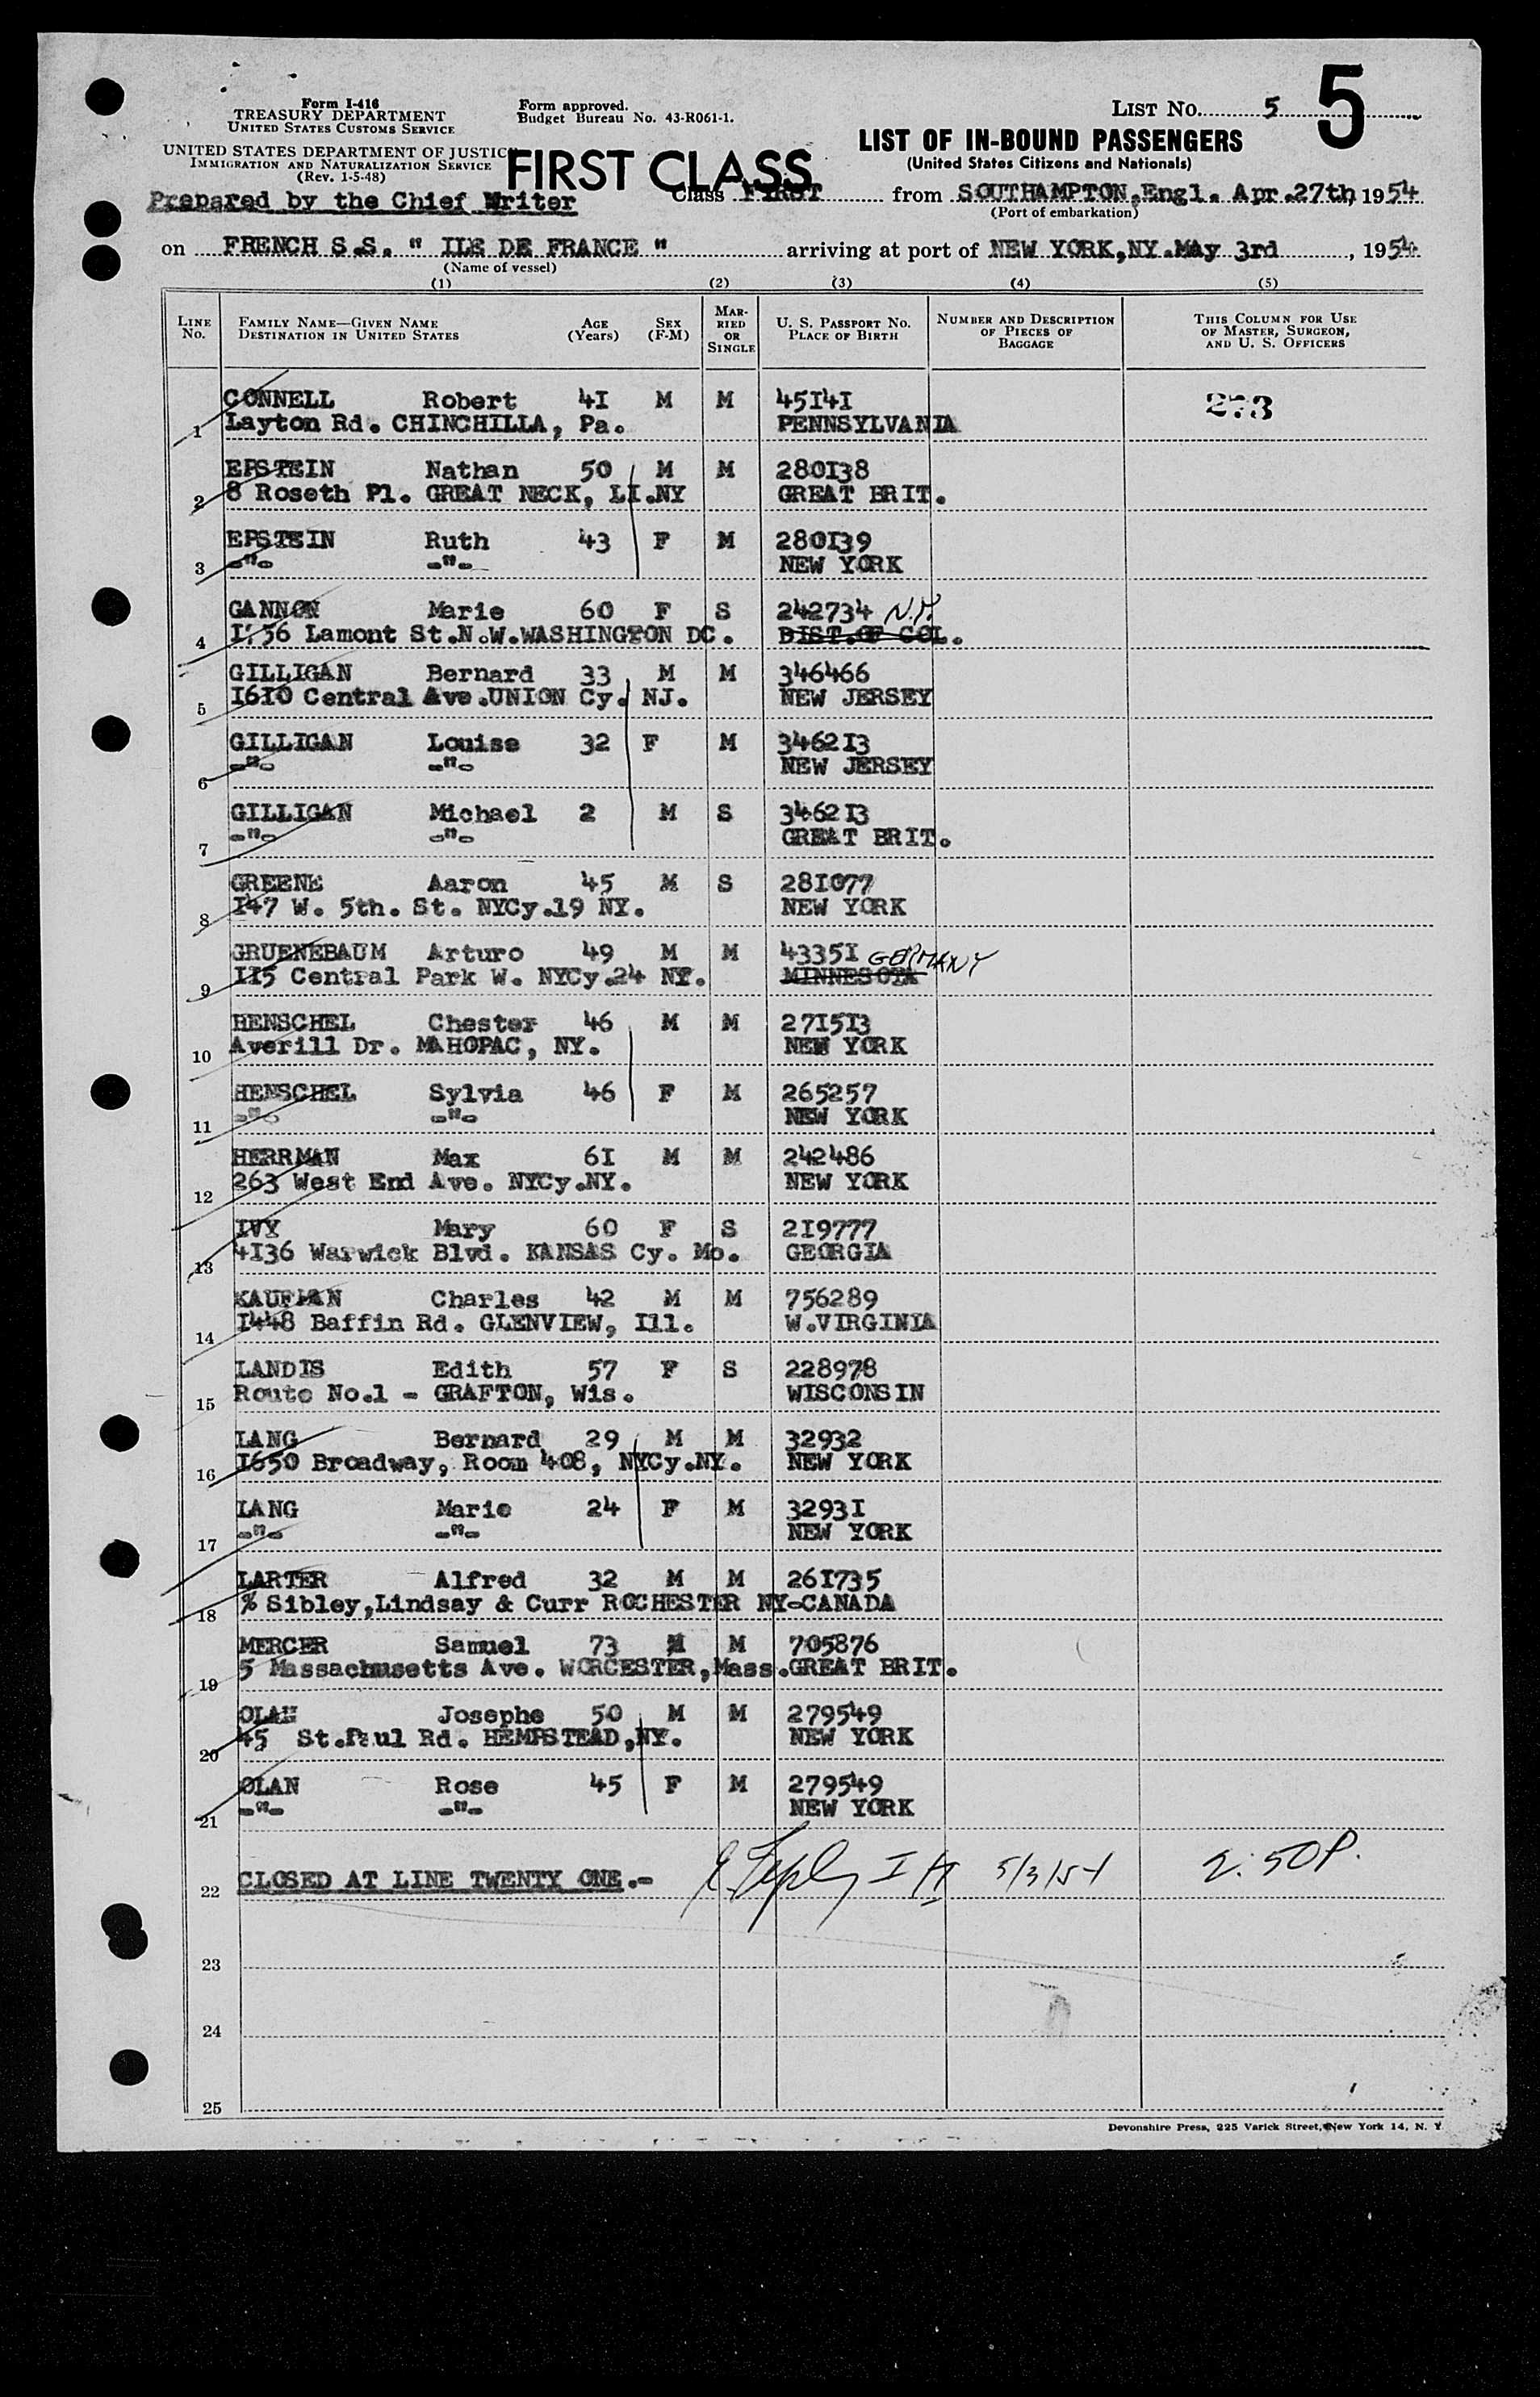 Form I-416
TREASURY DEPARTMENT
UNITED STATES CUSTOMS SERVICE
UNITED STATES DEPARTMENT OF JUSTICE
IMMIGRATION AND NATURALIZATION SERVICE
(Rev. 1-5-48)
Form approved.
Budget Bureau No. 43-R061-1.
LIST No. 5
5
LIST OF IN-BOUND PASSENGERS
(United States Citizens and Nationals)
FIRST CLASS
Prepared by the Chief Writer
Class FIRST from SOUTHAMPTON,Engl. Apr.27th, 1954
(Port of embarkation)
on FRENCH S.S. " ILE DE FRANCE " arriving at port of NEW YORK,NY.May 3rd, 1954
(Name of vessel)
(1) (2) (3) (4) (5)
LINE No. FAMILY NAME—GIVEN NAME DESTINATION IN UNITED STATES AGE (Years) SEX (F-M) MARRIED OR SINGLE U. S. PASSPORT No. PLACE OF BIRTH NUMBER AND DESCRIPTION OF PIECES OF BAGGAGE THIS COLUMN FOR USE OF MASTER, SURGEON, AND U. S. OFFICERS
CONNELL Robert 41 M M 45141 273
1 Layton Rd. CHINCHILLA, Pa. PENNSYLVANIA
EPSTEIN Nathan 50 M M 280138
2 8 Roseth Pl. GREAT NECK, LI.NY GREAT BRIT.
EPSTEIN Ruth 43 F M 280139
3 -"- -"- NEW YORK
GANNON Marie 60 F S 242734 N.Y.
4 Lamont St.N.W.WASHINGTON DC. DIST.OF COL.
GILLIGAN Bernard 33 M M 346466
5 1610 Central Ave.UNION Cy. NJ. NEW JERSEY
GILLIGAN Louise 32 F M 346213
6 -"- -"- NEW JERSEY
GILLIGAN Michael 2 M S 346213
7 -"- -"- GREAT BRIT.
GREENE Aaron 45 M S 281077
8 147 W. 5th. St. NYCy.19 NY. NEW YORK
GRUENEBAUM Arturo 49 M M 43351 GERMANY
9 115 Central Park W. NYCy.24 NY. MINNESOTA
HENSCHEL Chester 46 M M 271513
10 Averill Dr. MAHOPAC, NY. NEW YORK
HENSCHEL Sylvia 46 F M 265257
11 -"- -"- NEW YORK
HERRMAN Max 61 M M 242486
12 263 West End Ave. NYCy.NY. NEW YORK
IVY Mary 60 F S 219777
13 4136 Warwick Blvd. KANSAS Cy. Mo. GEORGIA
KAUFMAN Charles 42 M M 756289
14 1448 Baffin Rd. GLENVIEW, Ill. W.VIRGINIA
LANDIS Edith 57 F S 228978
15 Route No.1 - GRAFTON, Wis. WISCONSIN
LANG Bernard 29 M M 32932
16 1650 Broadway, Room 408, NYCy.NY. NEW YORK
LANG Marie 24 F M 32931
17 -"- -"- NEW YORK
LARTER Alfred 32 M M 261735
18 % Sibley,Lindsay & Curr ROCHESTER NY-CANADA
MERCER Samuel 73 M M 705876
19 5 Massachusetts Ave. WORCESTER,Mass.GREAT BRIT.
OLAN Josephe 50 M M 279549
20 45 St.Paul Rd. HEMPSTEAD,NY. NEW YORK
OLAN Rose 45 F M 279549
21 -"- -"- NEW YORK
22 CLOSED AT LINE TWENTY ONE.- 5/3/54 2:50P.
23
24
25
Devonshire Press, 225 Varick Street, New York 14, N. Y.